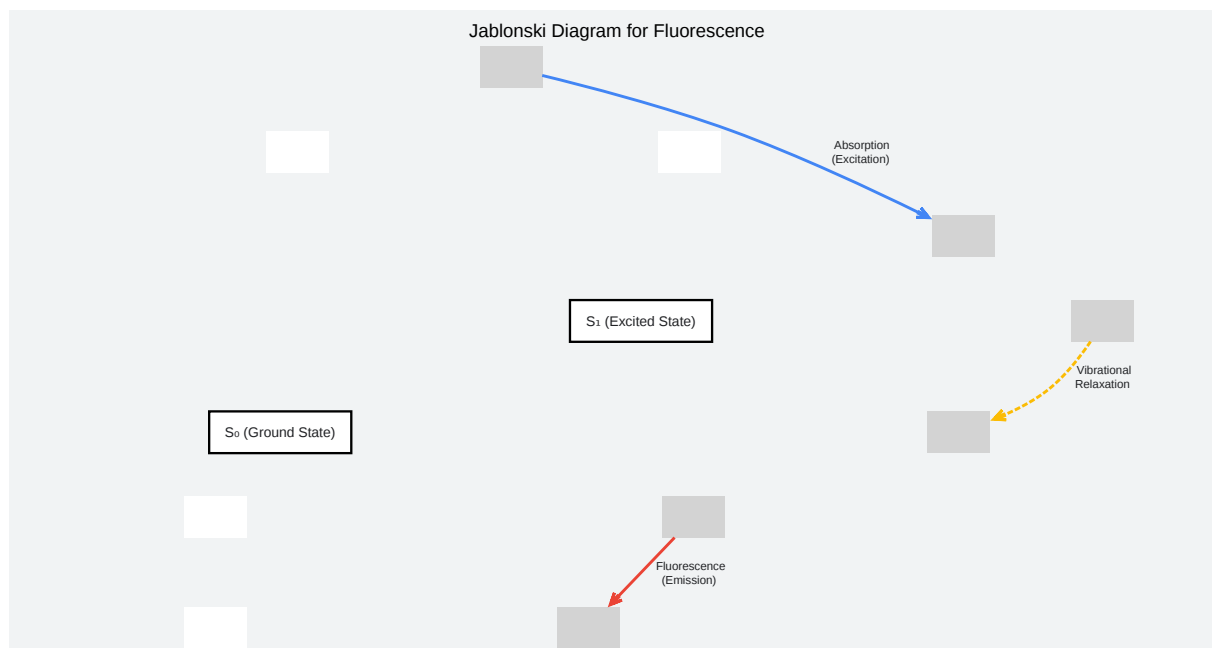 Jablonski Diagram for Fluorescence
Absorption
(Excitation)
S₁ (Excited State)
Vibrational
Relaxation
S₀ (Ground State)
Fluorescence
(Emission)